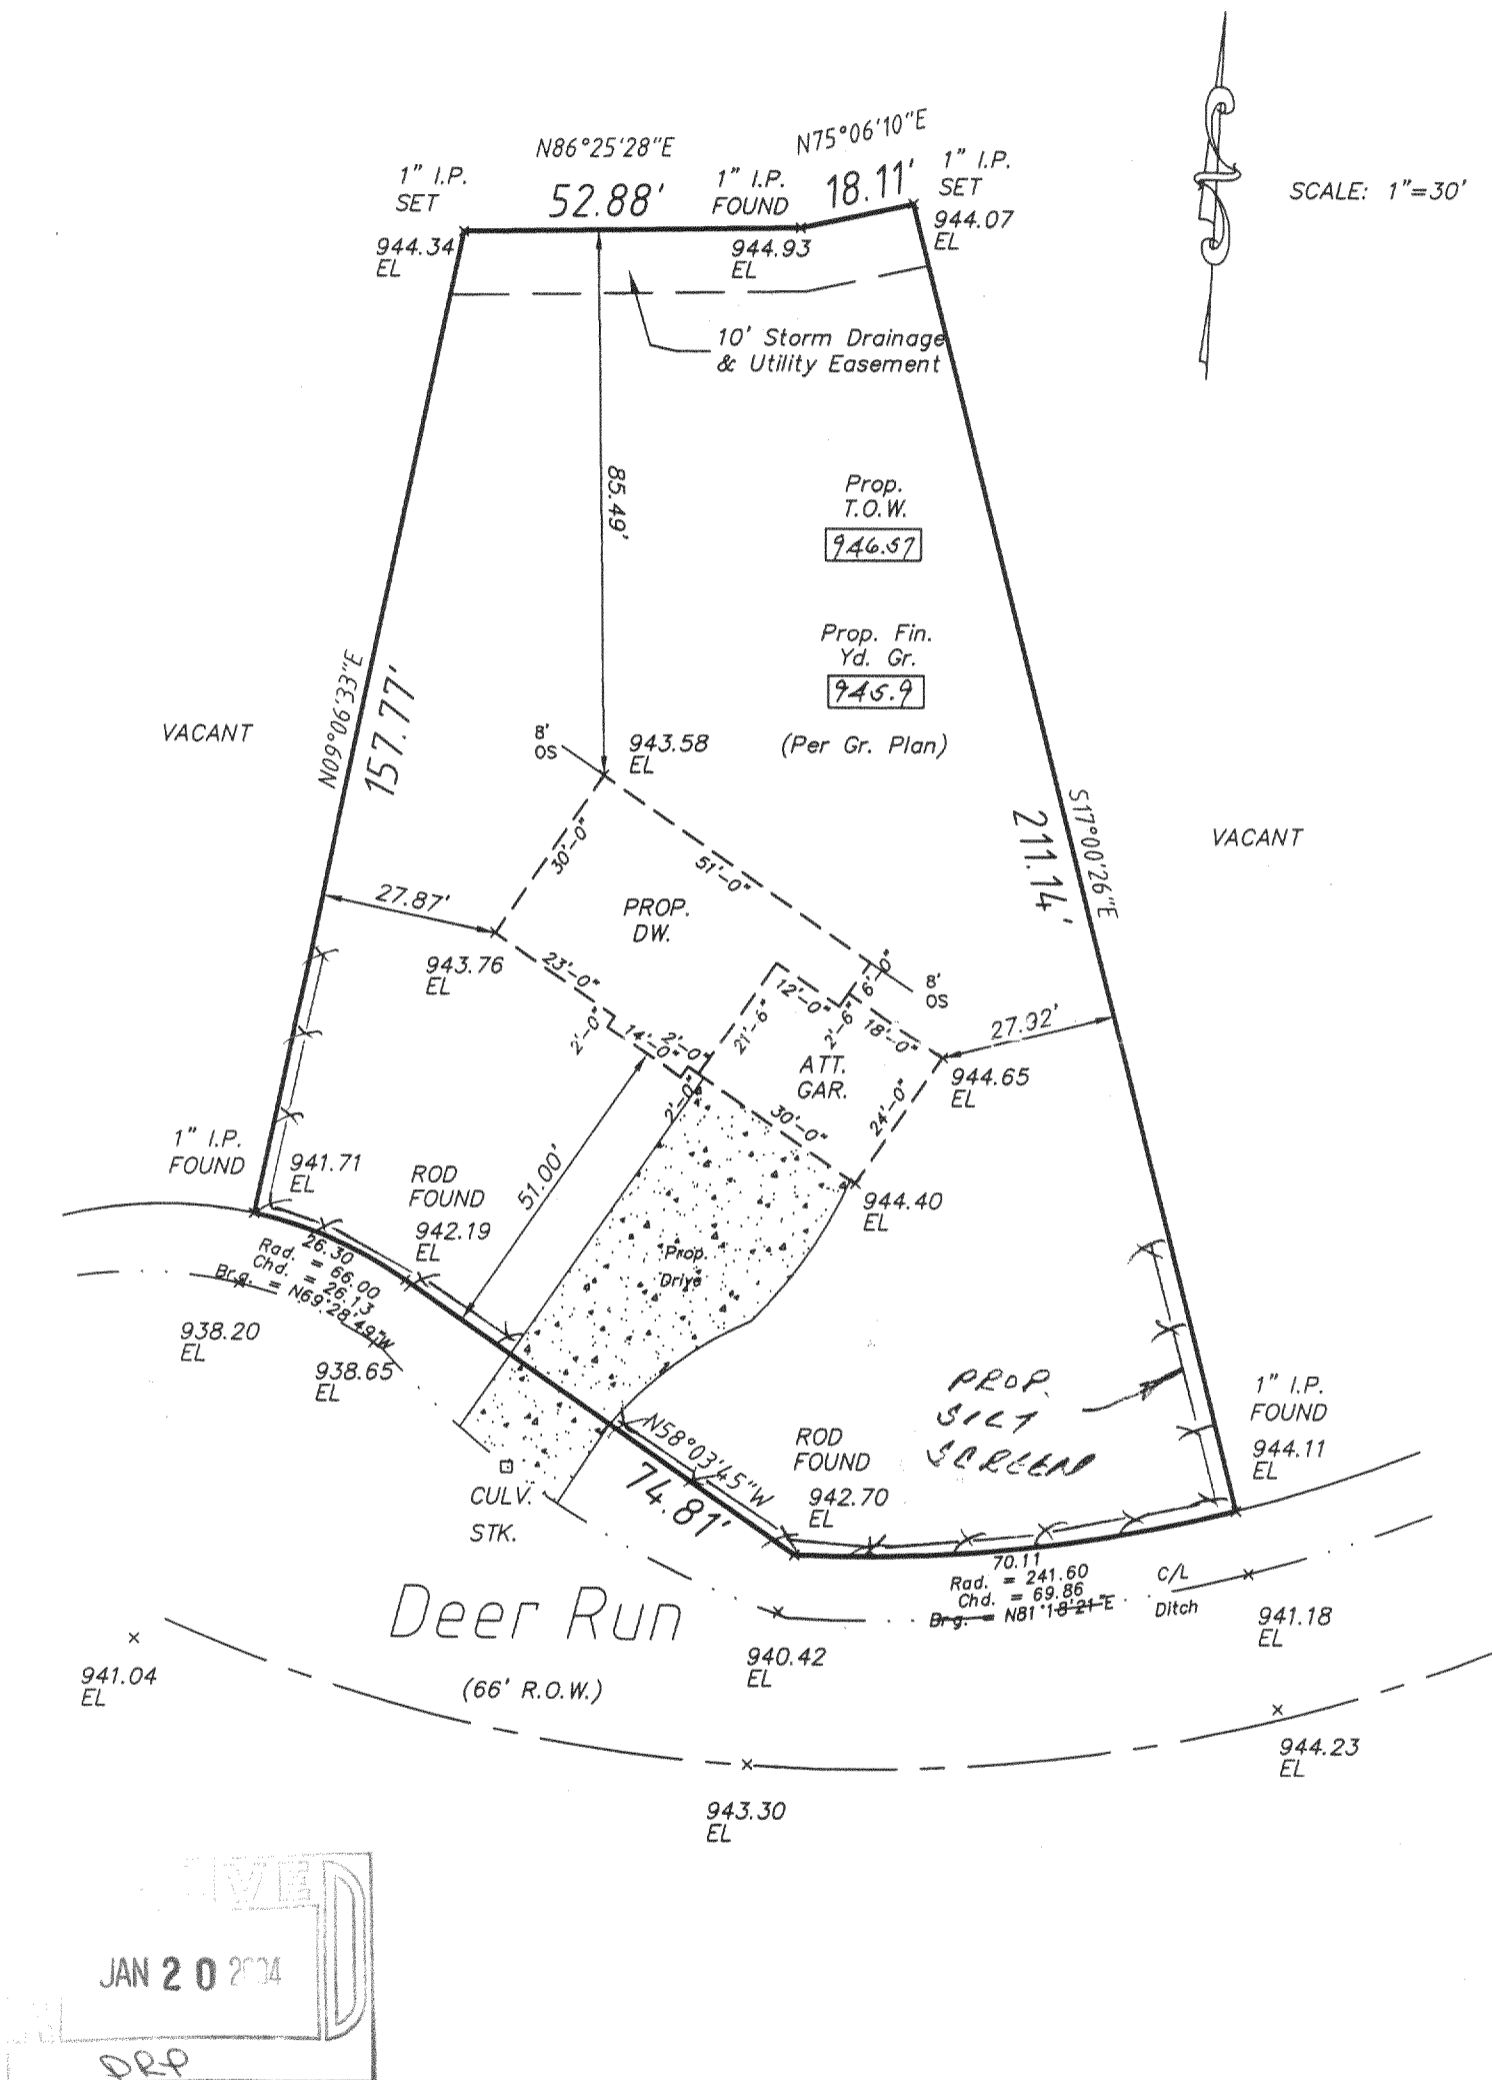 N86°25'28"E
N75°06'10"E
1" I.P.
SET
52.88'
1" I.P.
FOUND
18.11'
1" I.P.
SET
SCALE: 1"=30'
944.34
EL
944.93
EL
944.07
EL
10' Storm Drainage
& Utility Easement
85.49'
Prop.
T.O.W.
946.57
Prop. Fin.
Yd. Gr.
945.9
(Per Gr. Plan)
N09°06'33"E
157.77'
VACANT
8'
OS
943.58
EL
S17°00'26"E
211.14'
VACANT
30'-0"
51'-0"
27.87'
PROP.
DW.
943.76
EL
23'-0"
2'-0"
14'-0"
2'-0"
2'-0"
21'-6"
12'-0"
2'-6"
6'-0"
18'-0"
8'
OS
27.92'
ATT.
GAR.
944.65
EL
30'-0"
24'-0"
944.40
EL
1" I.P.
FOUND
941.71
EL
ROD
FOUND
942.19
EL
51.00'
Prop.
Drive
26.30
Rad. = 66.00
Chd. = 26.13
Brg. = N69°28'49"W
938.20
EL
938.65
EL
PROP.
SILT
SCREEN
1" I.P.
FOUND
944.11
EL
N58°03'45"W
74.81'
ROD
FOUND
942.70
EL
CULV.
STK.
70.11
Rad. = 241.60
Chd. = 69.86
Brg. = N81°18'21"E
C/L
Ditch
Deer Run
(66' R.O.W.)
941.04
EL
940.42
EL
941.18
EL
943.30
EL
944.23
EL
JAN 20 2004
DRP